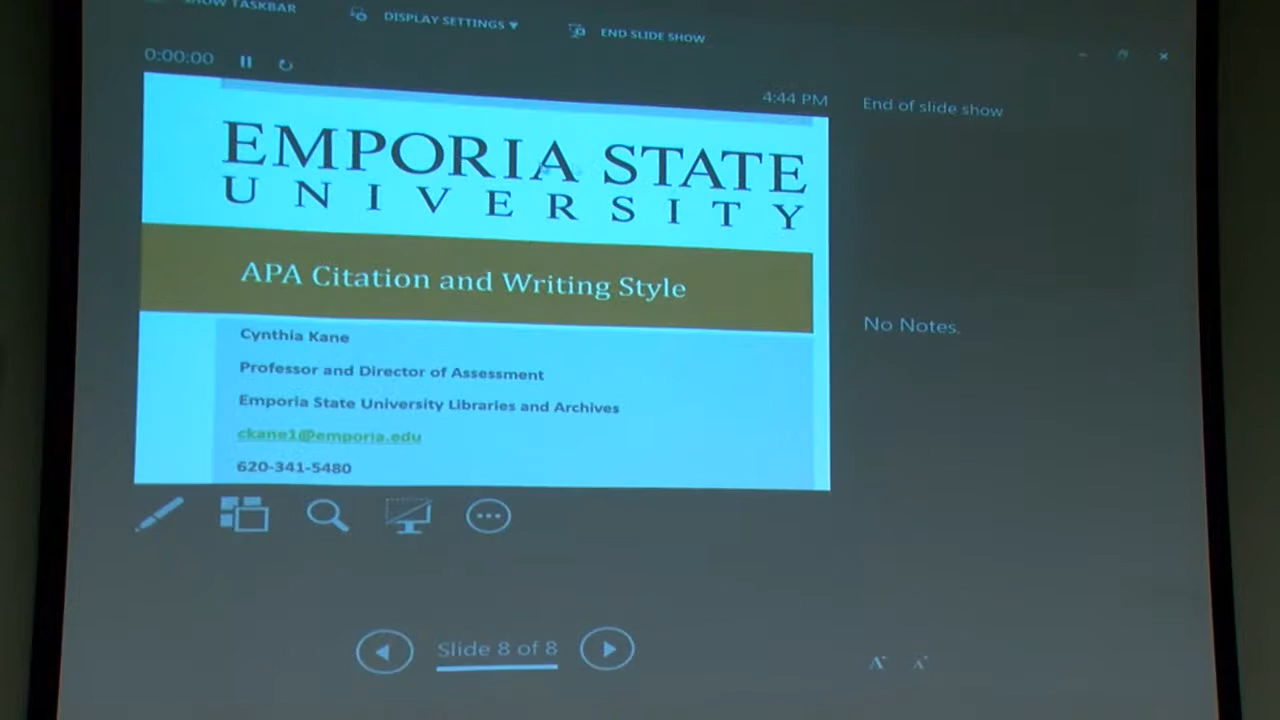 SHOW TASKBAR
DISPLAY SETTINGS ▼
END SLIDE SHOW
0:00:00
4:44 PM
End of slide show
EMPORIA STATE
UNIVERSITY
APA Citation and Writing Style
Cynthia Kane
Professor and Director of Assessment
Emporia State University Libraries and Archives
ckane1@emporia.edu
620-341-5480
No Notes.
Slide 8 of 8
A A